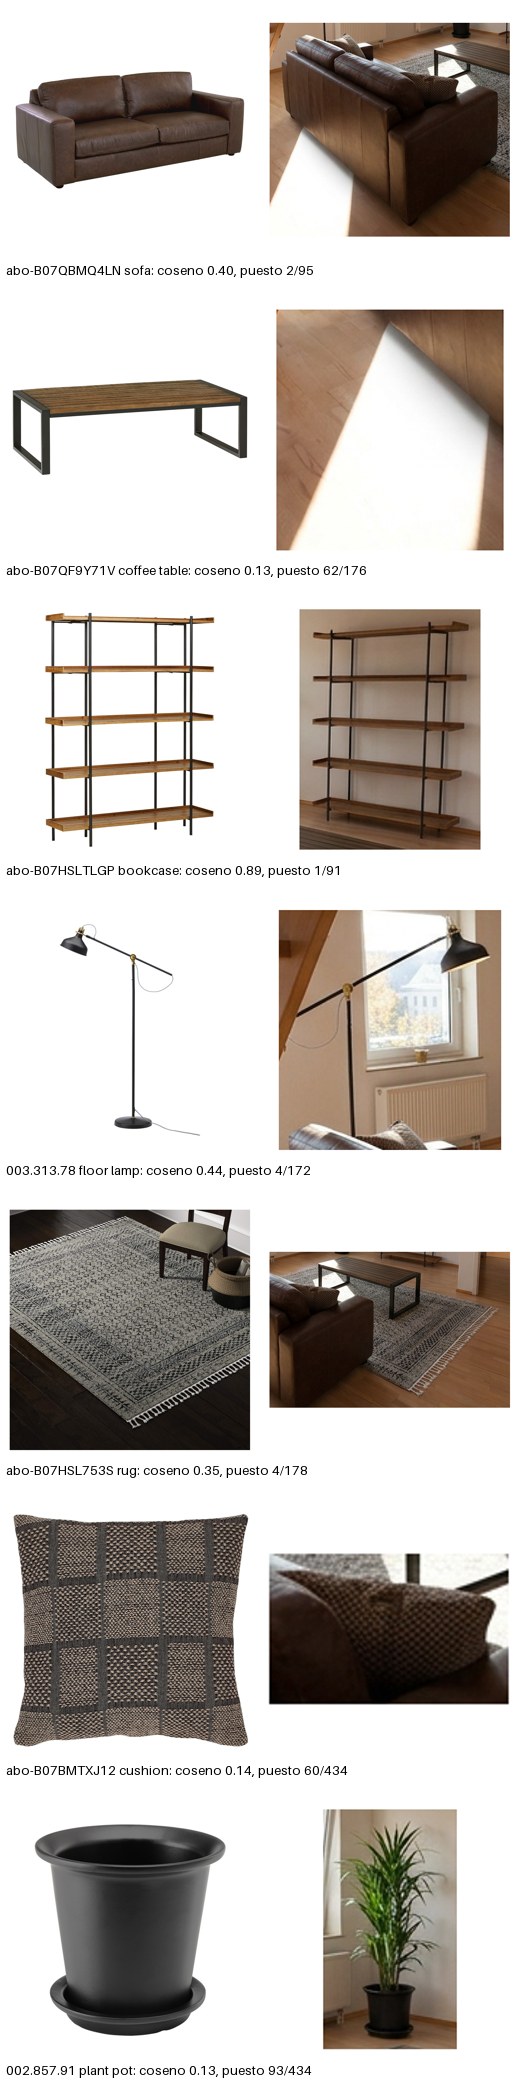 abo-B07QBMQ4LN sofa: coseno 0.40, puesto 2/95
abo-B07QF9Y71V coffee table: coseno 0.13, puesto 62/176
abo-B07HSLTLGP bookcase: coseno 0.89, puesto 1/91
003.313.78 floor lamp: coseno 0.44, puesto 4/172
abo-B07HSL753S rug: coseno 0.35, puesto 4/178
abo-B07BMTXJ12 cushion: coseno 0.14, puesto 60/434
002.857.91 plant pot: coseno 0.13, puesto 93/434